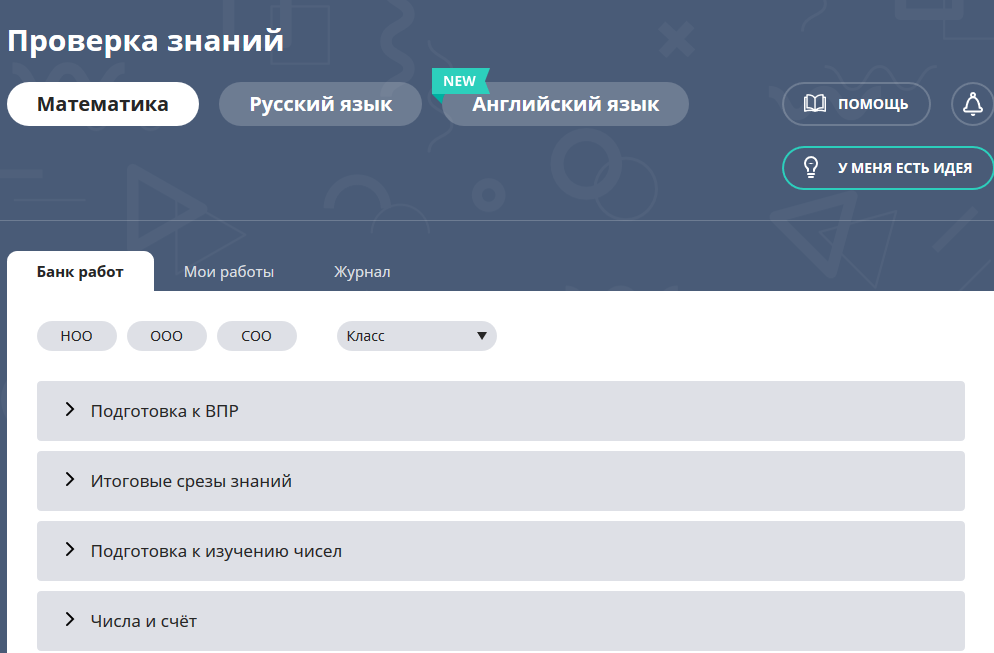 Проверка знаний
NEW
Математика Русский язык Английский язык ПОМОЩЬ
У МЕНЯ ЕСТЬ ИДЕЯ
Банк работ Мои работы Журнал
НОО ООО СОО Класс
Подготовка к ВПР
Итоговые срезы знаний
Подготовка к изучению чисел
Числа и счёт